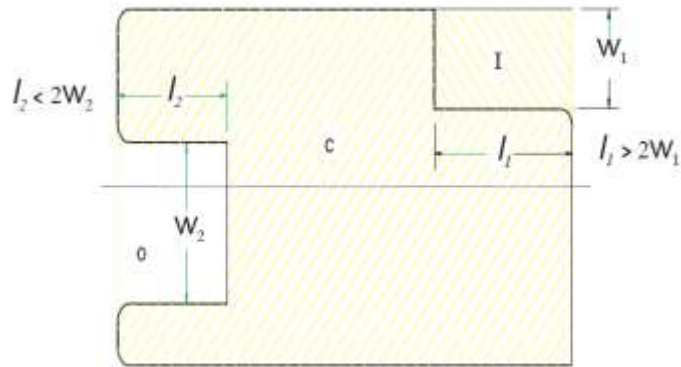 I
W₁
l₂ < 2W₂
l₂
c
l₁
l₁ > 2W₁
W₂
o